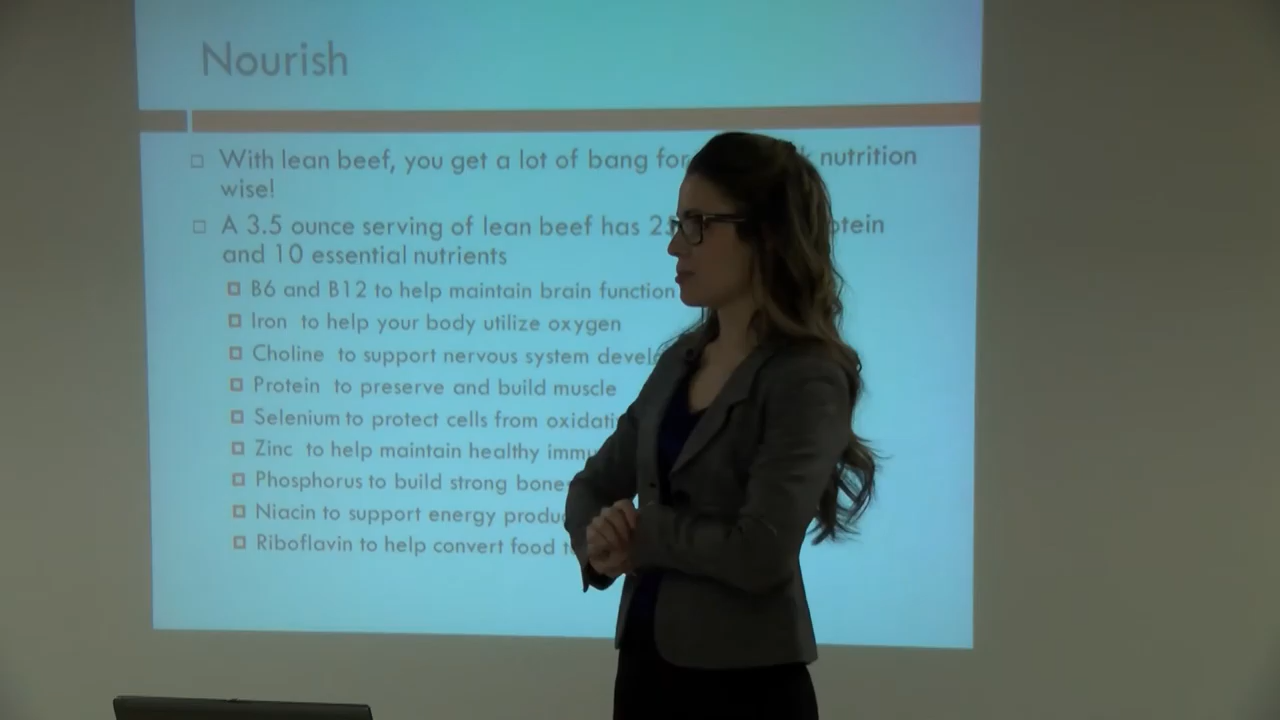 Nourish
With lean beef, you get a lot of bang for nutrition
wise!
A 3.5 ounce serving of lean beef has
and 10 essential nutrients
B6 and B12 to help maintain brain function
Iron to help your body utilize oxygen
Choline to support nervous system
Protein to preserve and build muscle
Selenium to protect cells from
Zinc to help maintain healthy
Phosphorus to build strong
Niacin to support energy
Riboflavin to help convert food